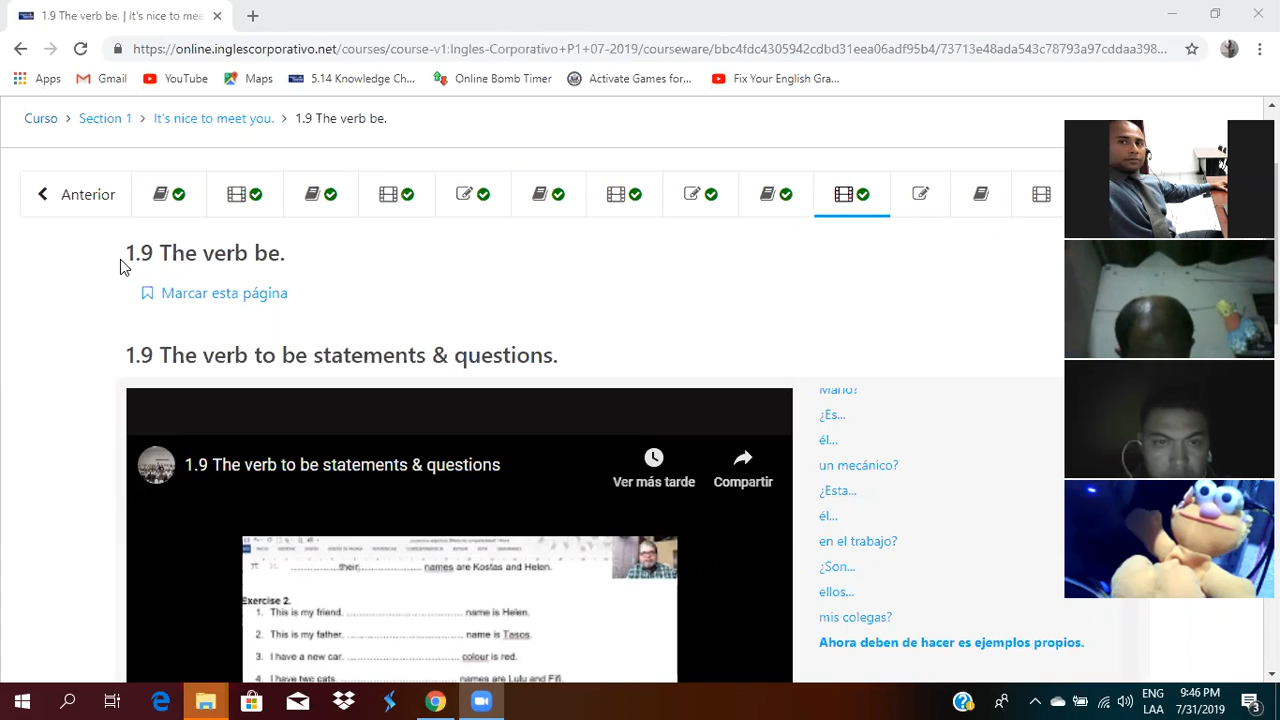 1.9 The verb be. | it's nice to mee
https://online.inglescorporativo.net/courses/course-v1:Ingles-Corporativo+P1+07-2019/courseware/bbc4fdc4305942cdbd31eea06adf95b4/73713e48ada543c78793a97cddaa398...
Apps Gmail YouTube Maps 5.14 Knowledge Ch... Online Bomb Timer Activate Games for... Fix Your English Gra...
Curso > Section 1 > It's nice to meet you. > 1.9 The verb be.
Anterior
1.9 The verb be.
Marcar esta página
1.9 The verb to be statements & questions.
Mario?
¿Es...
él...
un mecánico?
¿Esta...
él...
en el trabajo?
¿Son...
ellos...
mis colegas?
Ahora deben de hacer es ejemplos propios.
1.9 The verb to be statements & questions
Ver más tarde
Compartir
their names are Kostas and Helen.
Exercise 2.
1. This is my friend. name is Helen.
2. This is my father. name is Tasos.
3. I have a new car. colour is red.
4. I have two cats. names are Lulu and Fifi.
ENG
LAA
9:46 PM
7/31/2019
3